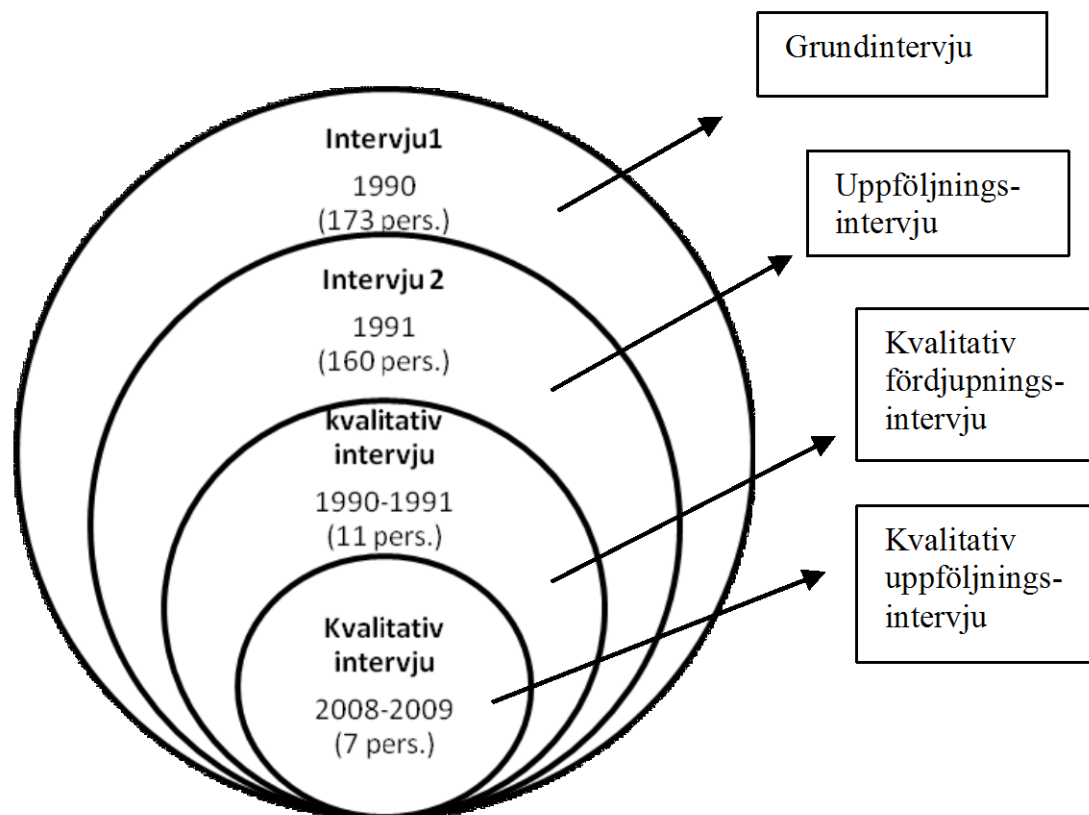 Grundintervju
Intervju1
1990
(173 pers.)
Uppföljnings-
intervju
Intervju 2
1991
(160 pers.)
Kvalitativ
fördjupnings-
intervju
kvalitativ
intervju
1990-1991
(11 pers.)
Kvalitativ
uppföljnings-
intervju
Kvalitativ
intervju
2008-2009
(7 pers.)